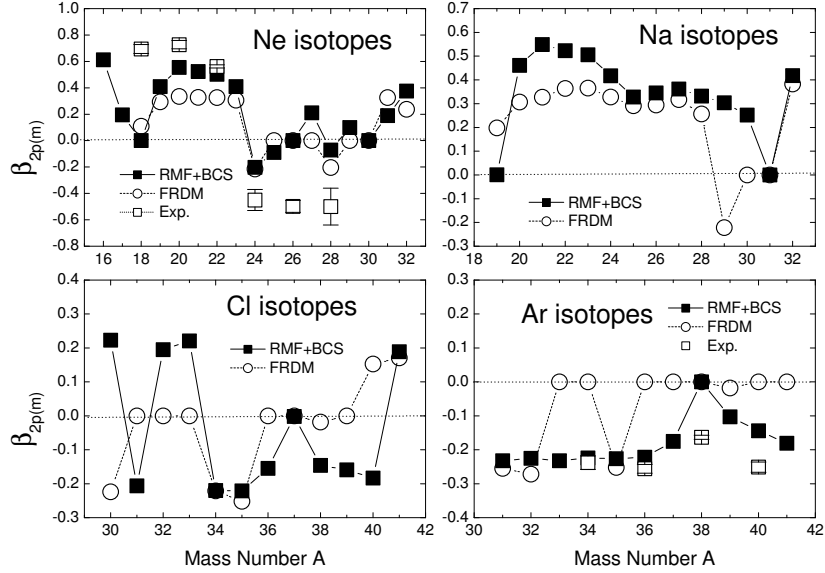 Ne isotopes
β2p(m)
1.0
0.8
0.6
0.4
0.2
0.0
-0.2
-0.4
-0.6
-0.8
RMF+BCS
FRDM
Exp.
16 18 20 22 24 26 28 30 32
Na isotopes
0.7
0.6
0.5
0.4
0.3
0.2
0.1
0.0
-0.1
-0.2
-0.3
RMF+BCS
FRDM
18 20 22 24 26 28 30 32
Cl isotopes
β2p(m)
0.4
0.3
0.2
0.1
0.0
-0.1
-0.2
-0.3
RMF+BCS
FRDM
30 32 34 36 38 40 42
Mass Number A
Ar isotopes
0.3
0.2
0.1
0.0
-0.1
-0.2
-0.3
-0.4
RMF+BCS
FRDM
Exp.
30 32 34 36 38 40 42
Mass Number A